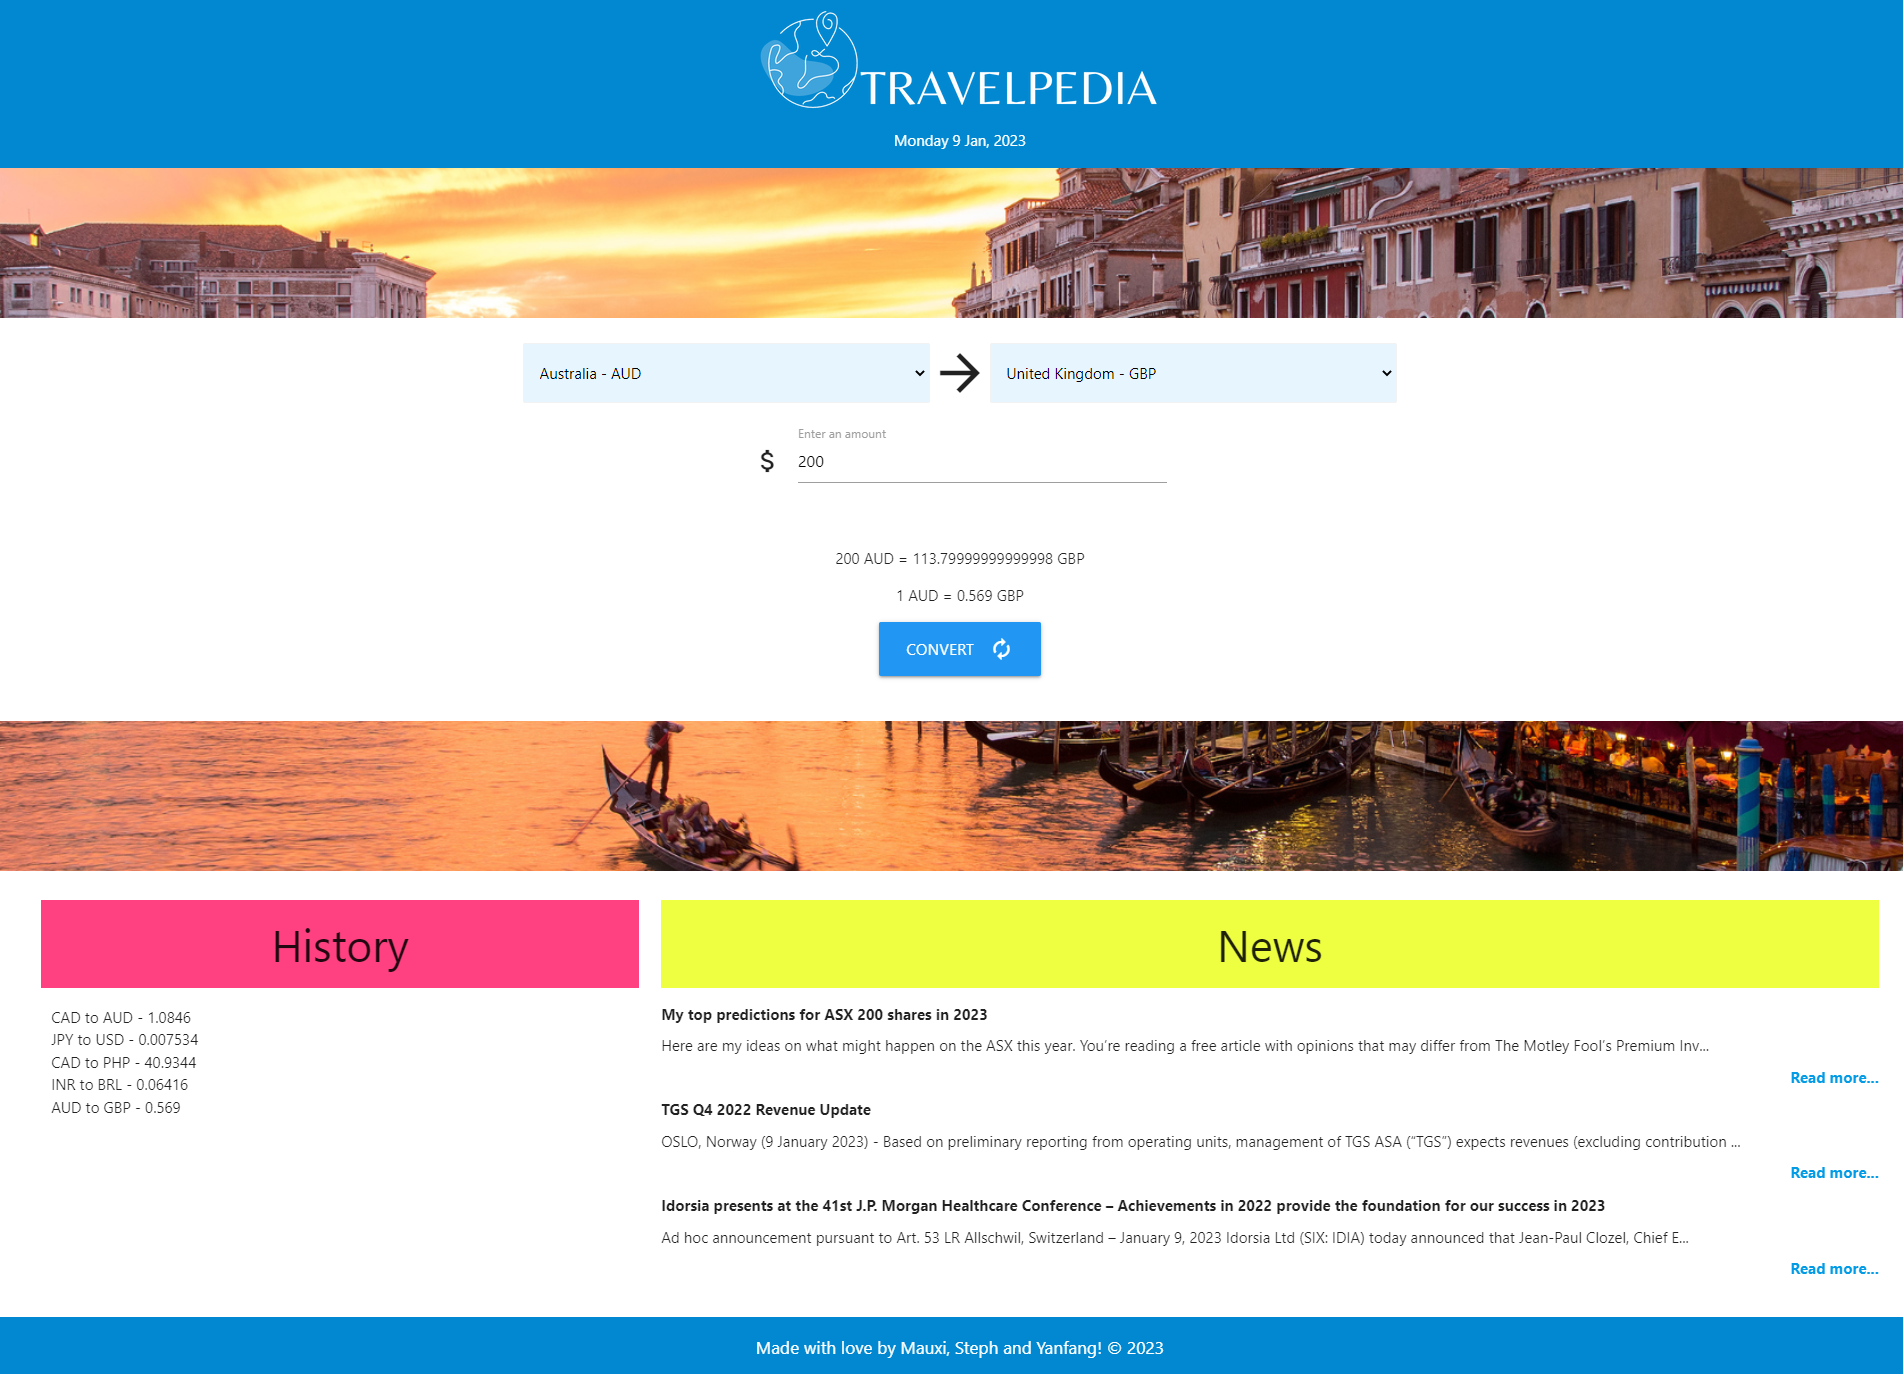 TRAVELPEDIA
Monday 9 Jan, 2023
Australia - AUD
United Kingdom - GBP
Enter an amount
$ 200
200 AUD = 113.79999999999998 GBP
1 AUD = 0.569 GBP
CONVERT
History
CAD to AUD - 1.0846
JPY to USD - 0.007534
CAD to PHP - 40.9344
INR to BRL - 0.06416
AUD to GBP - 0.569
News
My top predictions for ASX 200 shares in 2023
Here are my ideas on what might happen on the ASX this year. You’re reading a free article with opinions that may differ from The Motley Fool’s Premium Inv...
Read more...
TGS Q4 2022 Revenue Update
OSLO, Norway (9 January 2023) - Based on preliminary reporting from operating units, management of TGS ASA (“TGS”) expects revenues (excluding contribution ...
Read more...
Idorsia presents at the 41st J.P. Morgan Healthcare Conference – Achievements in 2022 provide the foundation for our success in 2023
Ad hoc announcement pursuant to Art. 53 LR Allschwil, Switzerland – January 9, 2023 Idorsia Ltd (SIX: IDIA) today announced that Jean-Paul Clozel, Chief E...
Read more...
Made with love by Mauxi, Steph and Yanfang! © 2023